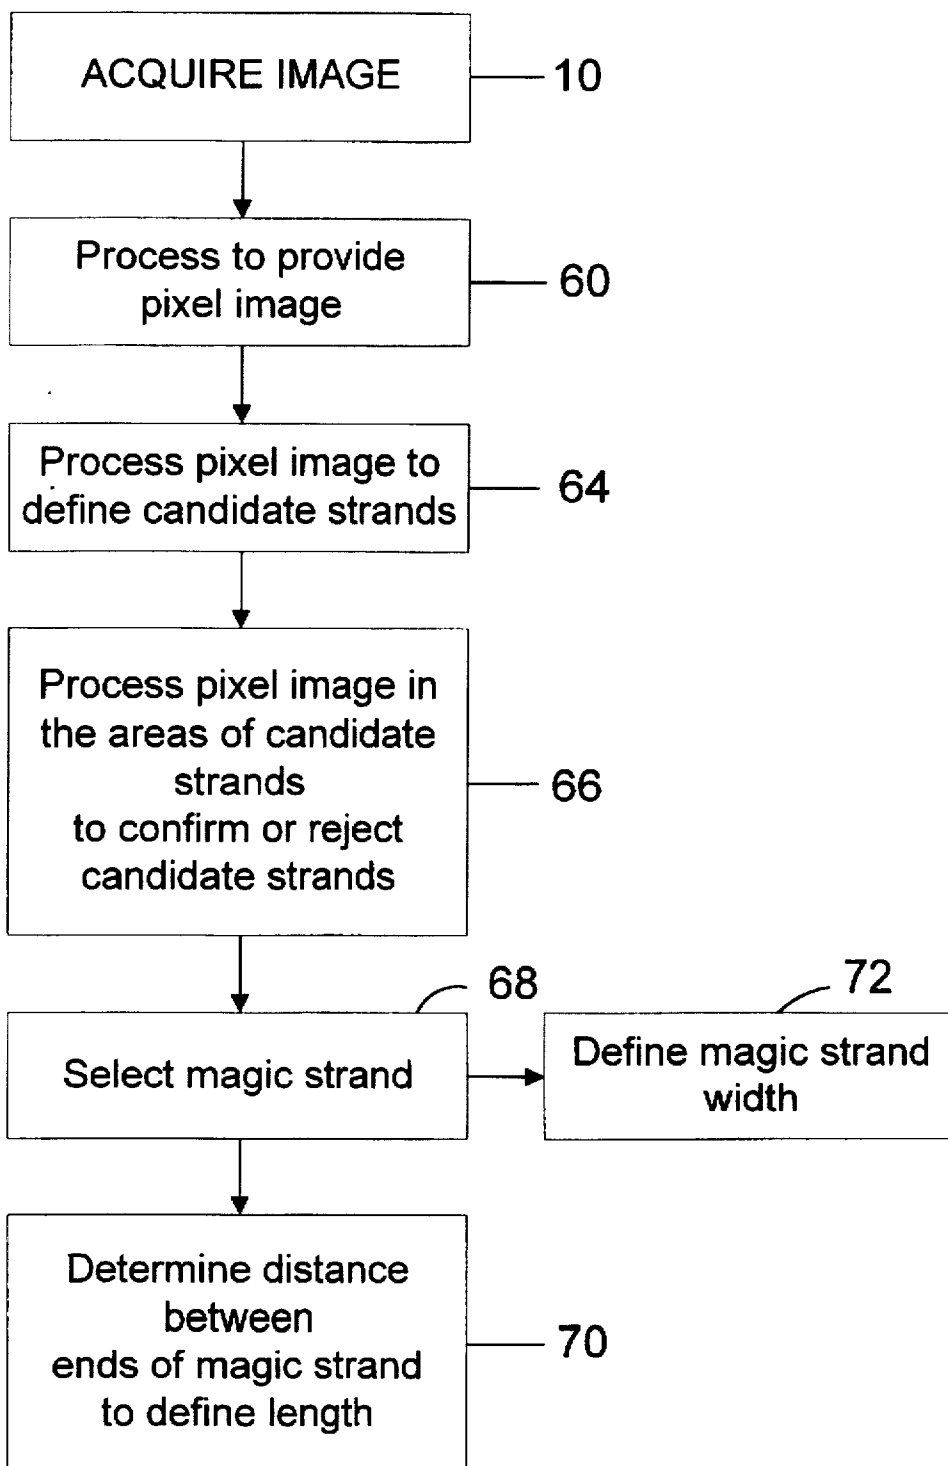 ACQUIRE IMAGE
10
Process to provide
pixel image
60
Process pixel image to
define candidate strands
64
Process pixel image in
the areas of candidate
strands
to confirm or reject
candidate strands
66
68
Select magic strand
72
Define magic strand
width
Determine distance
between
ends of magic strand
to define length
70